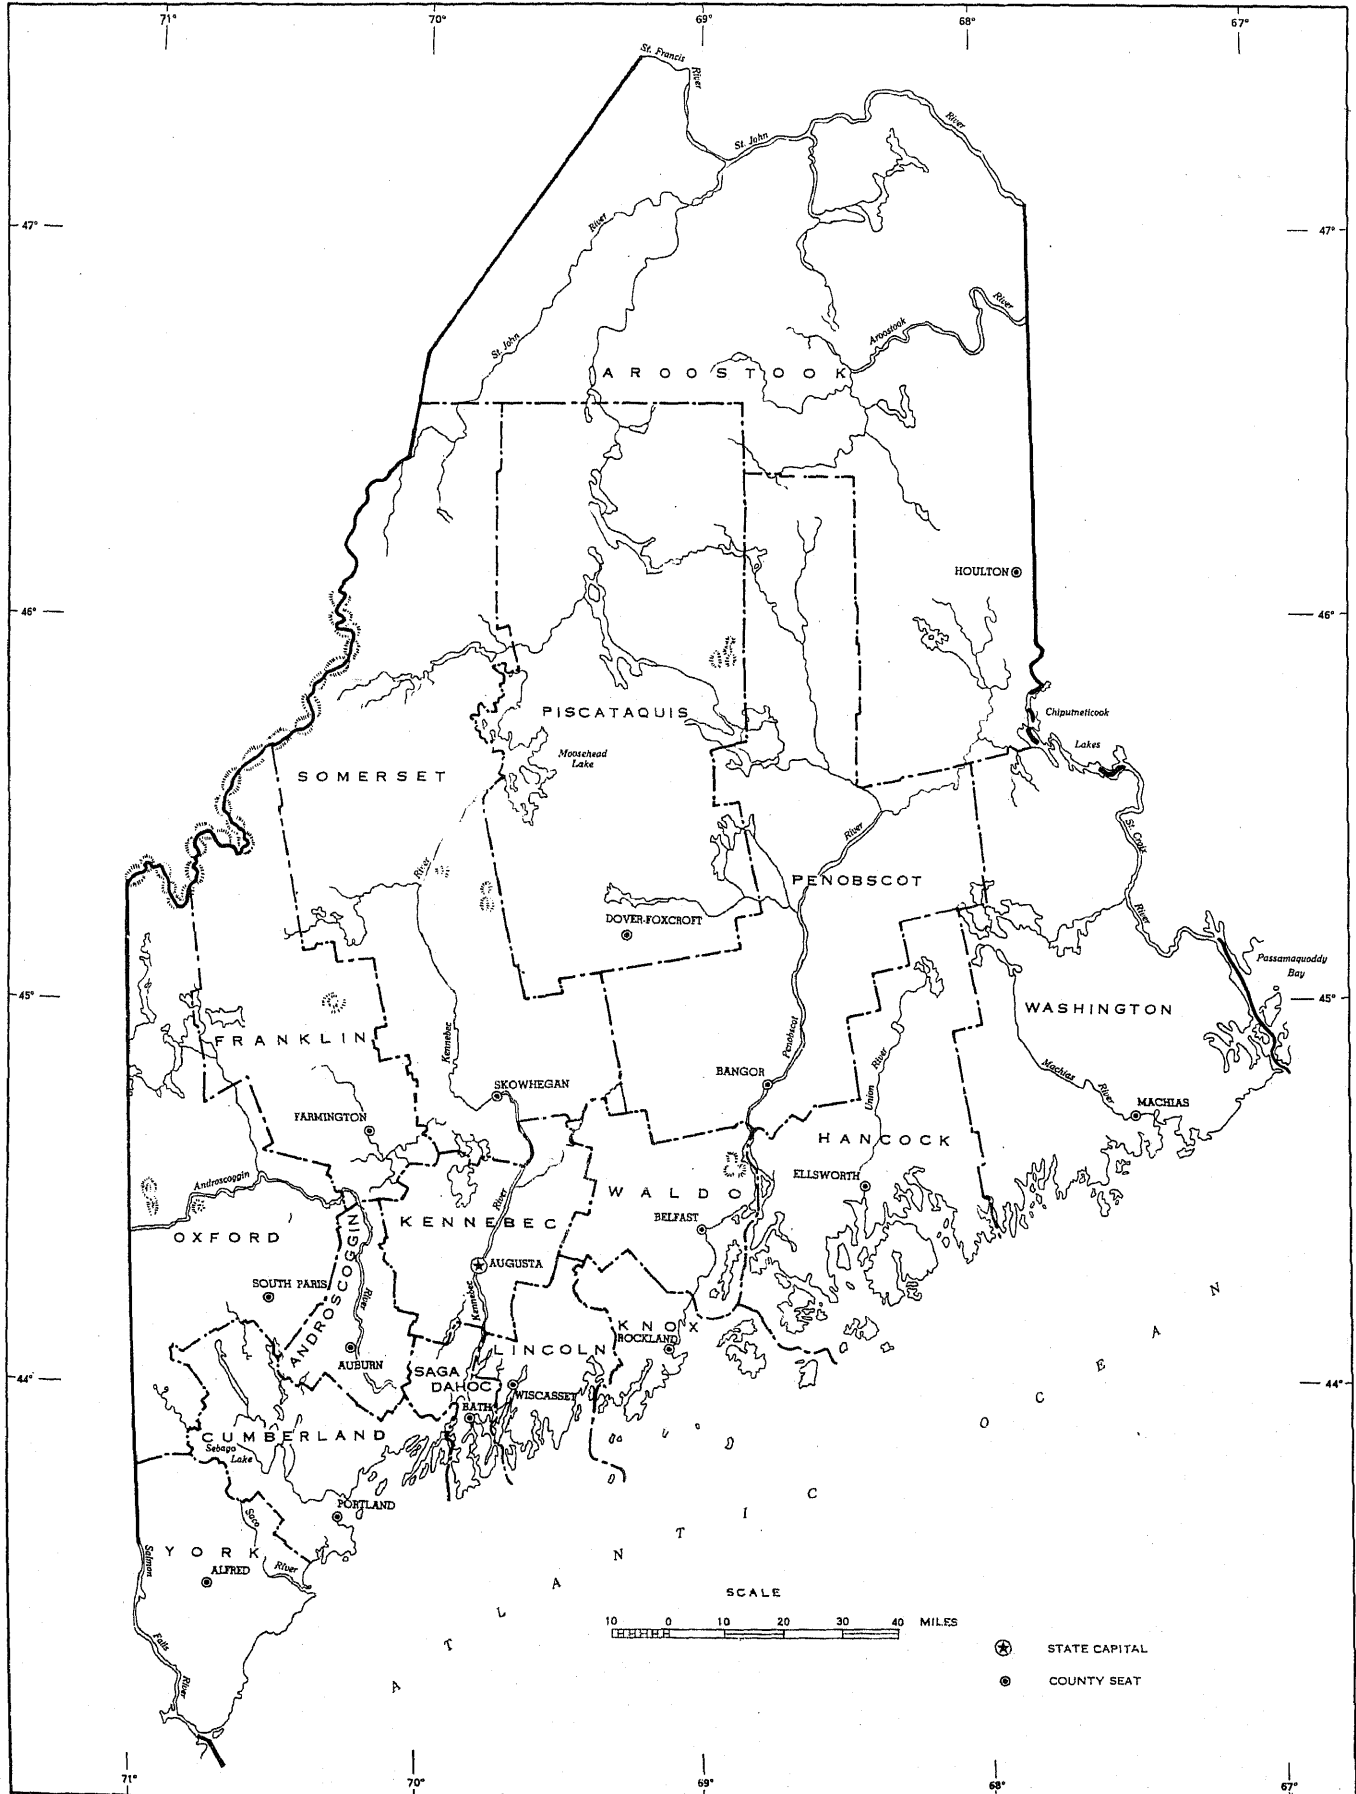 71°
70°
69°
68°
67°
St. Francis
River
St. John
River
47°
47°
River
River
Aroostook
St. John
AROOSTOOK
HOULTON
46°
46°
PISCATAQUIS
Chiputneticook
Lakes
Moosehead
Lake
SOMERSET
St. Croix
River
River
PENOBSCOT
River
DOVER-FOXCROFT
Passamaquoddy
Bay
45°
45°
WASHINGTON
FRANKLIN
Kennebec
Penobscot
River
Union
BANGOR
Machias
River
SKOWHEGAN
MACHIAS
FARMINGTON
HANCOCK
Androscoggin
River
ELLSWORTH
WALDO
BELFAST
KENNEBEC
OXFORD
ANDROSCOGGIN
AUGUSTA
SOUTH PARIS
River
Kennebec
KNOX
ROCKLAND
LINCOLN
AUBURN
SAGA
DAHOC
44°
44°
WISCASSET
BATH
CUMBERLAND
Sebago
Lake
PORTLAND
Saco
River
YORK
ALFRED
Salmon
Falls
River
ATLANTIC OCEAN
SCALE
10 0 10 20 30 40 MILES
STATE CAPITAL
COUNTY SEAT
71°
70°
69°
68°
67°